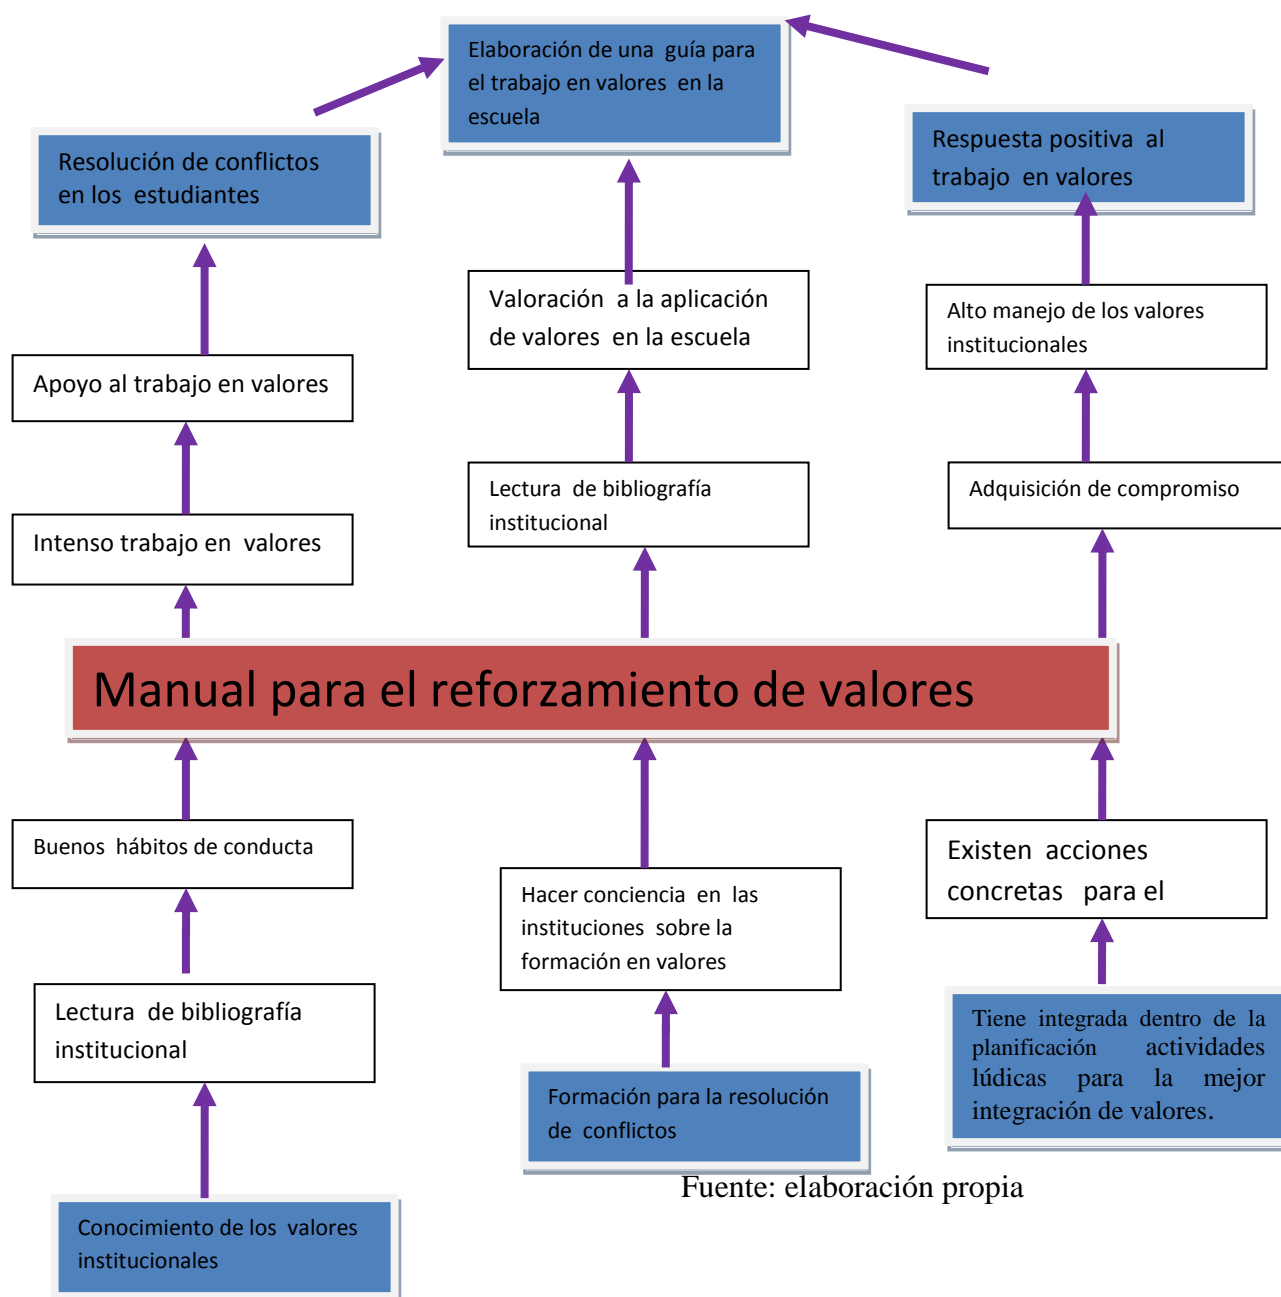 Elaboración de una guía para
el trabajo en valores en la
escuela
Resolución de conflictos
en los estudiantes
Respuesta positiva al
trabajo en valores
Valoración a la aplicación
de valores en la escuela
Alto manejo de los valores
institucionales
Apoyo al trabajo en valores
Lectura de bibliografía
institucional
Adquisición de compromiso
Intenso trabajo en valores
Manual para el reforzamiento de valores
Buenos hábitos de conducta
Hacer conciencia en las
instituciones sobre la
formación en valores
Existen acciones
concretas para el
Lectura de bibliografía
institucional
Formación para la resolución
de conflictos
Tiene integrada dentro de la
planificación actividades
lúdicas para la mejor
integración de valores.
Fuente: elaboración propia
Conocimiento de los valores
institucionales